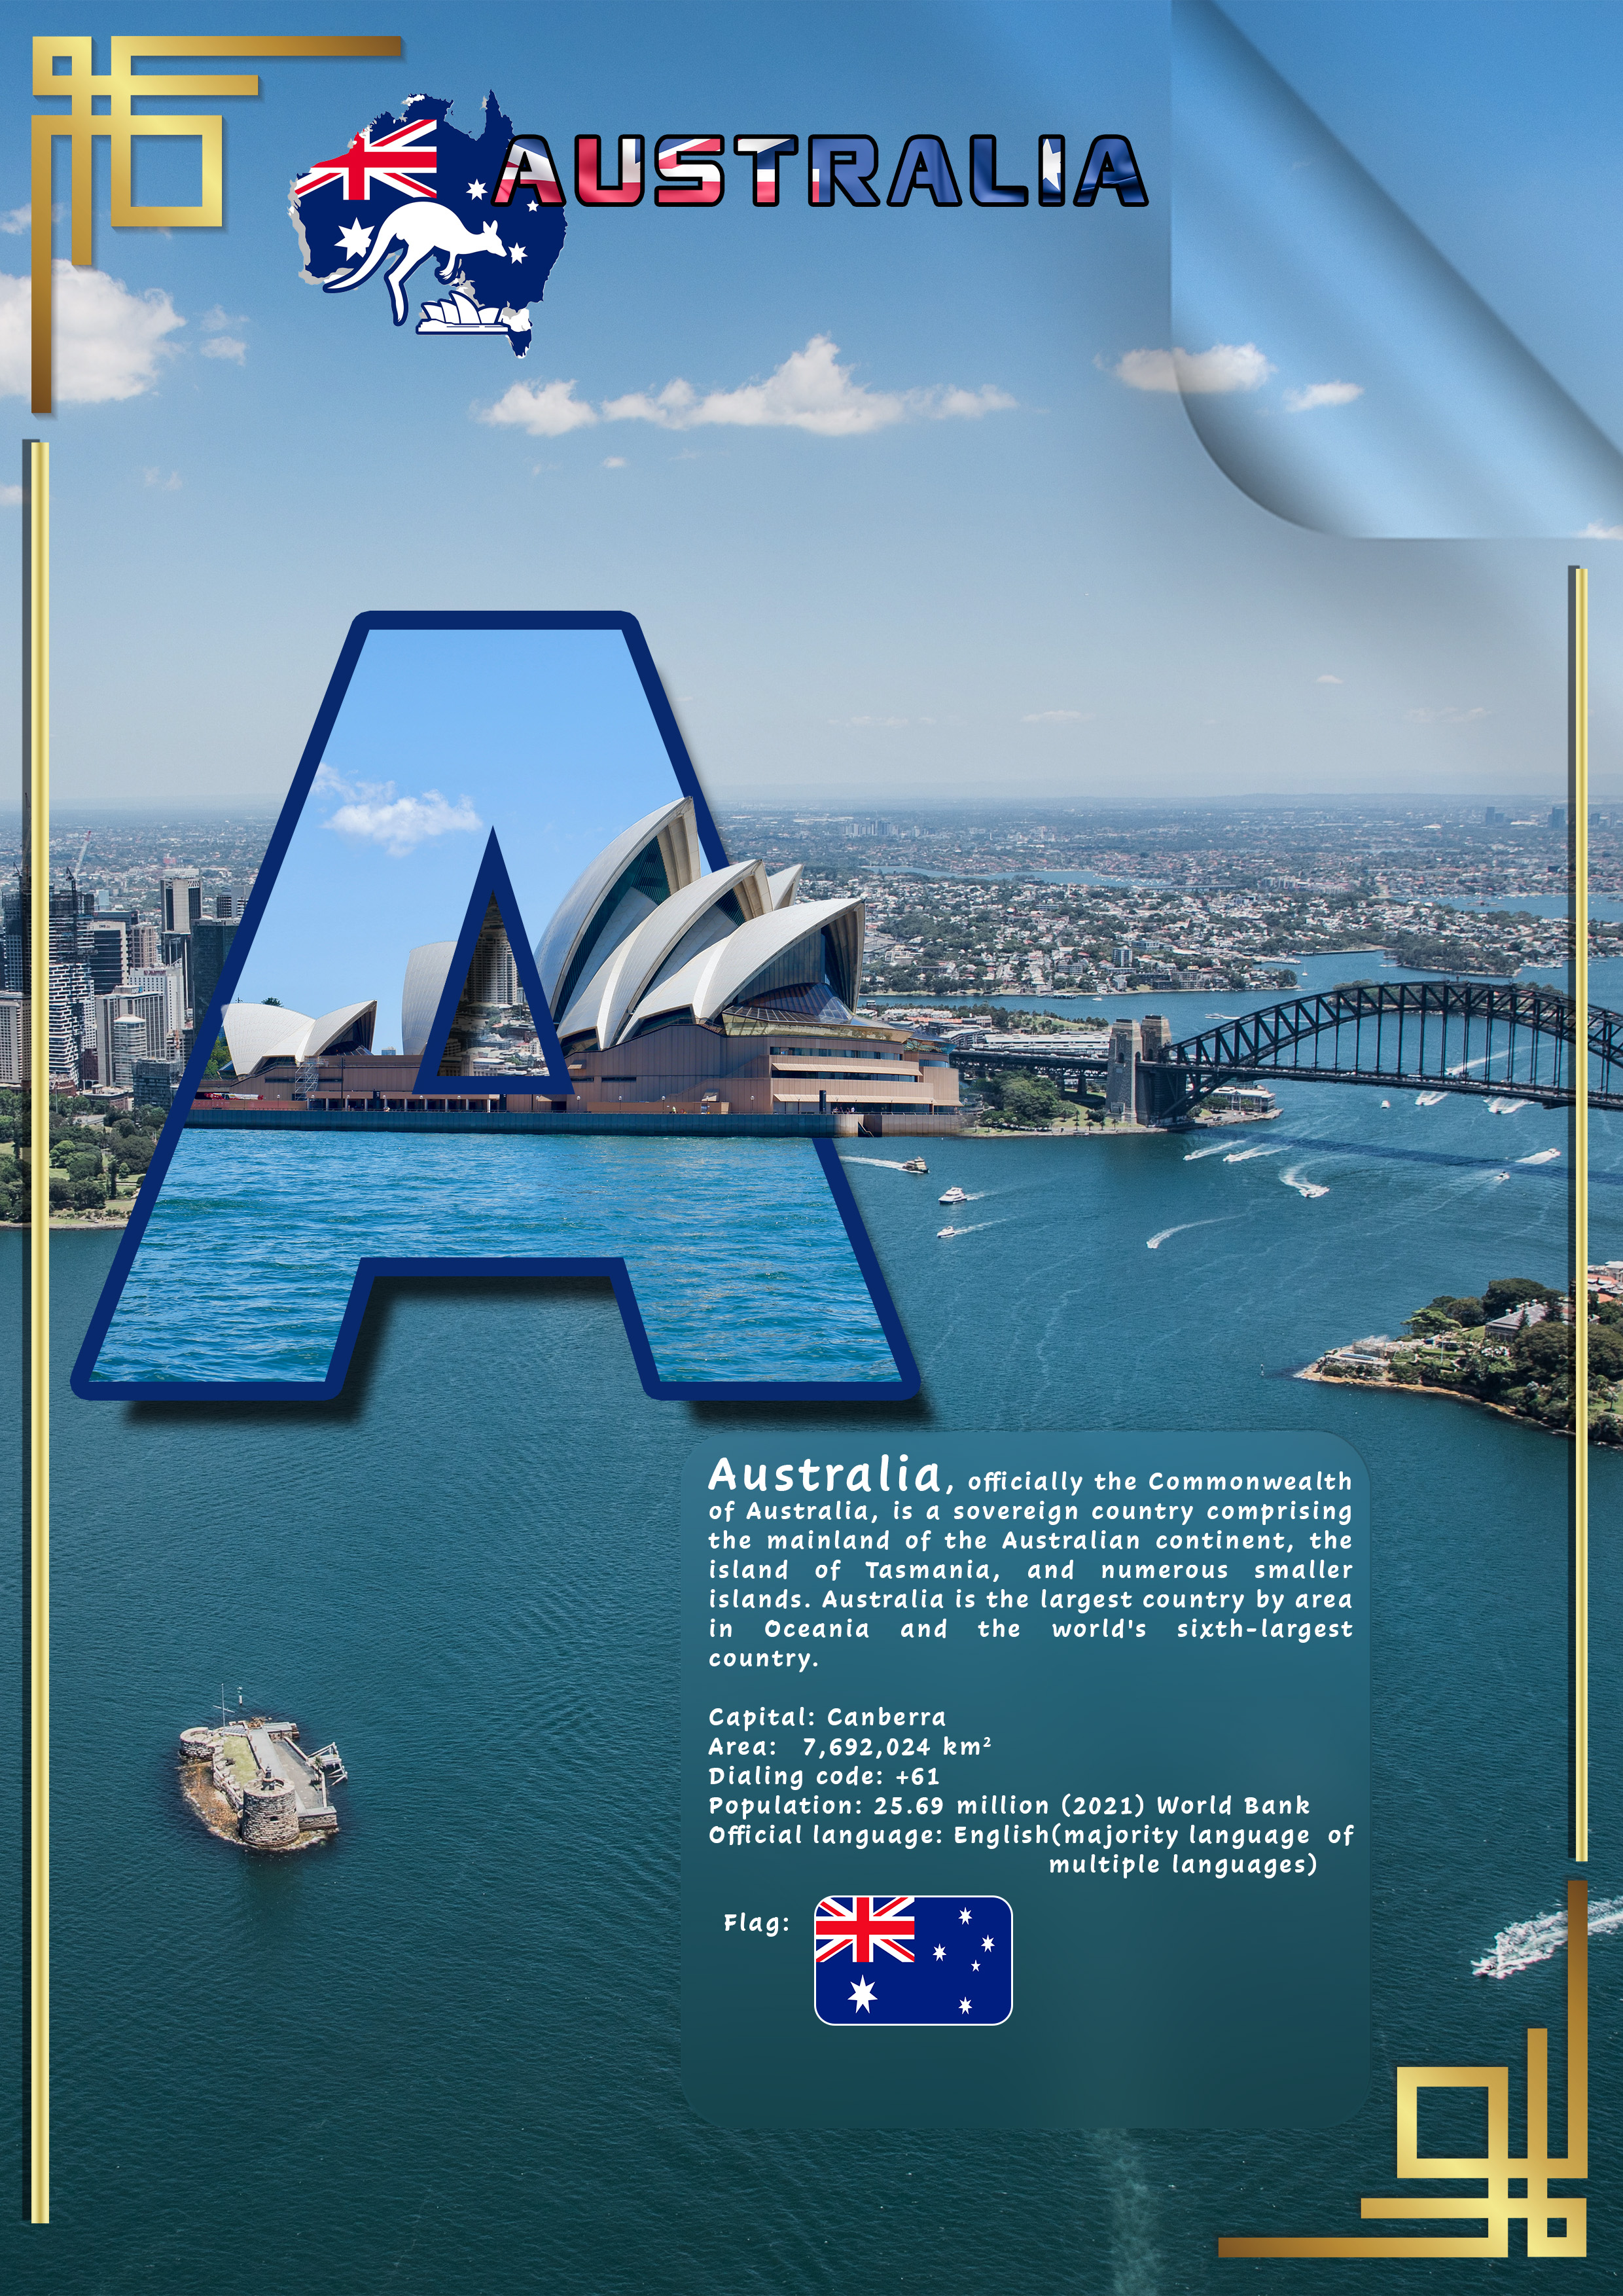 AUSTRALIA
A
Australia, officially the Commonwealth
of Australia, is a sovereign country comprising
the mainland of the Australian continent, the
island of Tasmania, and numerous smaller
islands. Australia is the largest country by area
in Oceania and the world's sixth-largest
country.
Capital: Canberra
Area: 7,692,024 km²
Dialing code: +61
Population: 25.69 million (2021) World Bank
Official language: English(majority language of
multiple languages)
Flag: